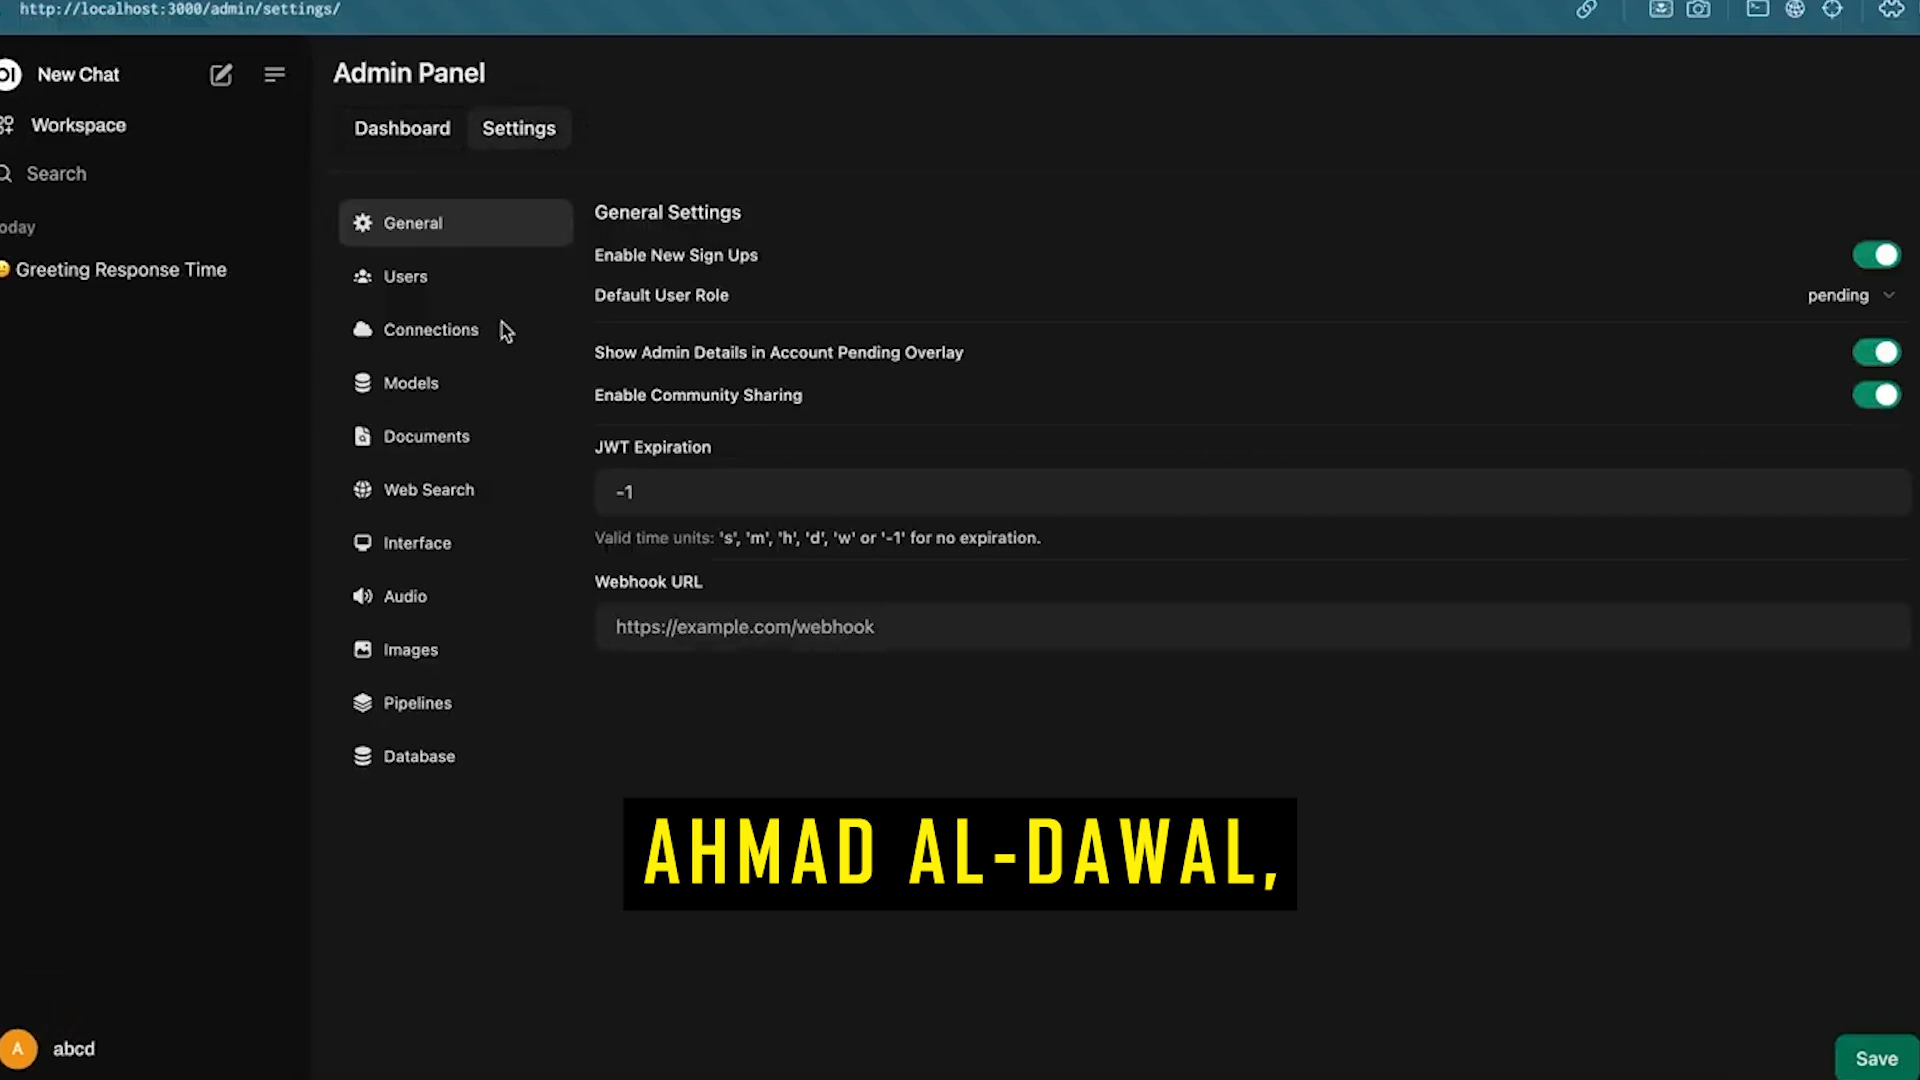 http://localhost:3000/admin/settings/
New Chat
Workspace
Search
oday
Greeting Response Time
Admin Panel
Dashboard
Settings
General
Users
Connections
Models
Documents
Web Search
Interface
Audio
Images
Pipelines
Database
General Settings
Enable New Sign Ups
Default User Role
pending
Show Admin Details in Account Pending Overlay
Enable Community Sharing
JWT Expiration
-1
Valid time units: 's', 'm', 'h', 'd', 'w' or '-1' for no expiration.
Webhook URL
https://example.com/webhook
AHMAD AL-DAWAL,
A
abcd
Save